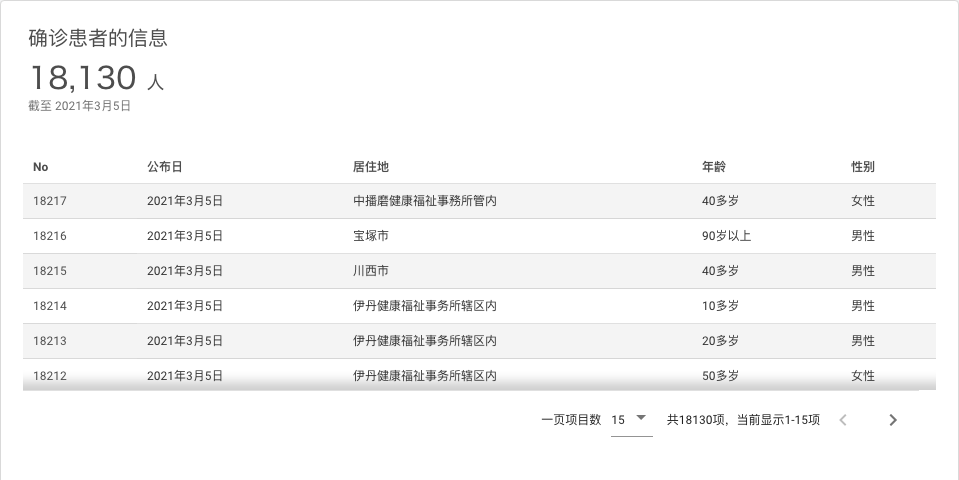 确诊患者的信息
18,130 人
截至 2021年3月5日
No 公布日 居住地 年龄 性别
18217 2021年3月5日 中播磨健康福祉事務所管内 40多岁 女性
18216 2021年3月5日 宝塚市 90岁以上 男性
18215 2021年3月5日 川西市 40多岁 男性
18214 2021年3月5日 伊丹健康福祉事务所辖区内 10多岁 男性
18213 2021年3月5日 伊丹健康福祉事务所辖区内 20多岁 男性
18212 2021年3月5日 伊丹健康福祉事务所辖区内 50多岁 女性
一页项目数 15 共18130项，当前显示1-15项